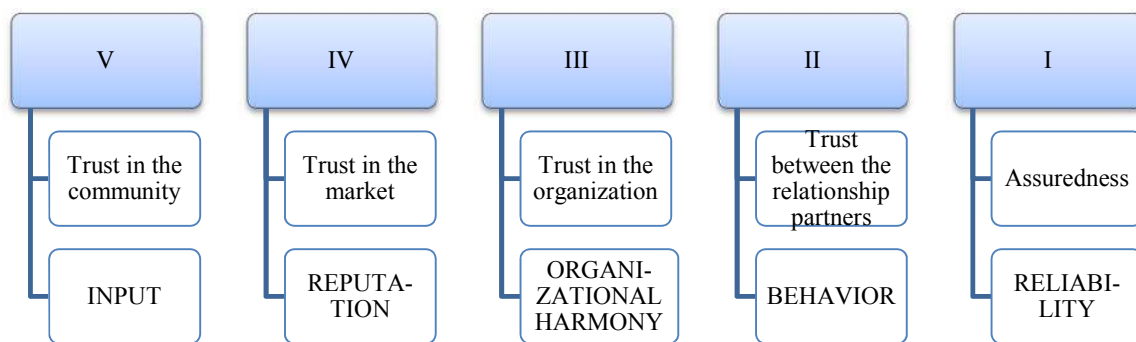 V
Trust in the
community
INPUT
IV
Trust in the
market
REPUTA-
TION
III
Trust in the
organization
ORGANI-
ZATIONAL
HARMONY
II
Trust
between the
relationship
partners
BEHAVIOR
I
Assuredness
RELIABI-
LITY